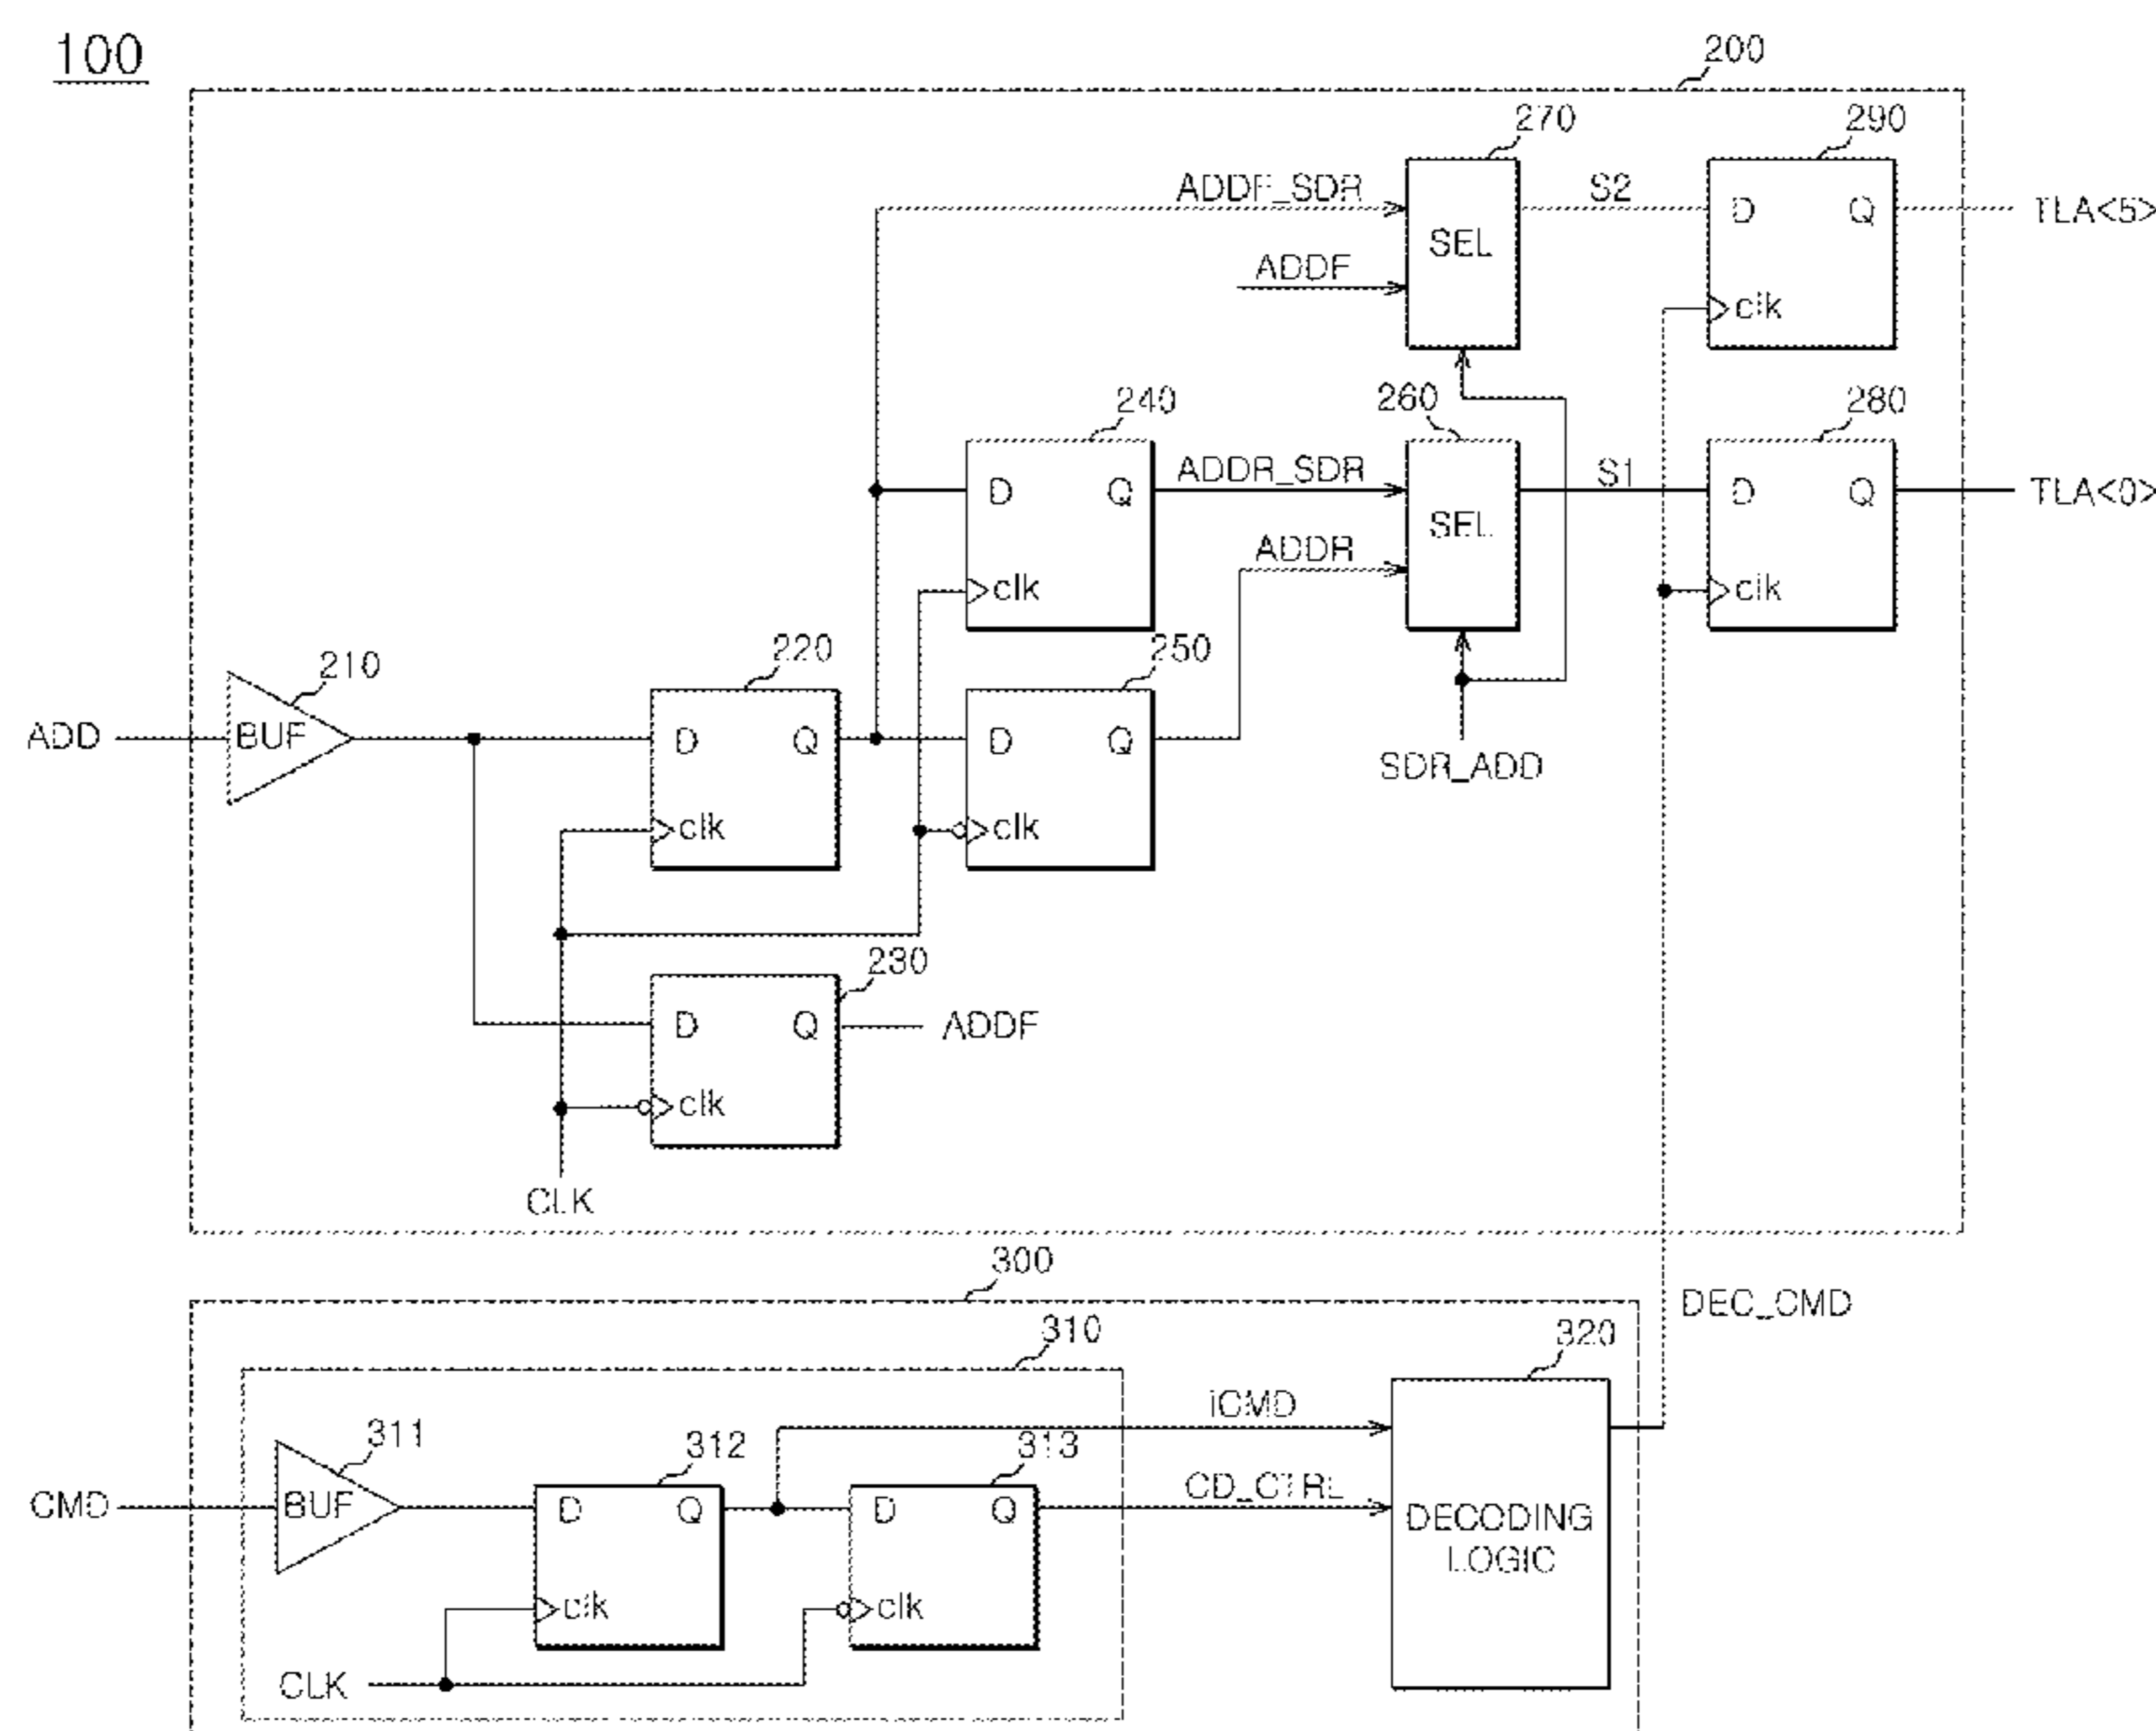 100
200
270
290
ADDF_SDR
S2
D Q
TLA<5>
SEL
ADDF
clk
240
260
280
ADDR_SDR
S1
D Q
D Q
TLA<0>
SEL
ADDR
clk
clk
210
220
250
ADD
BUF
D Q
D Q
SDR_ADD
clk
clk
230
D Q
ADDF
clk
CLK
300
DEC_CMD
310
320
iCMD
311
312
313
CD_CTRL
CMD
BUF
D Q
D Q
DECODING
LOGIC
clk
clk
CLK